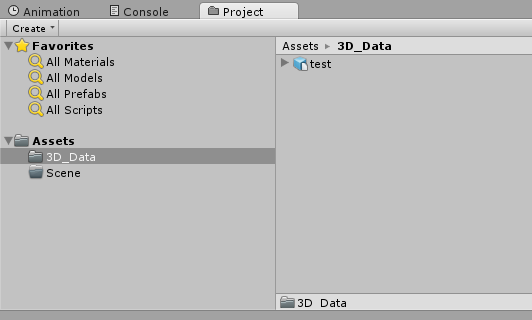 Animation Console Project
Create
Favorites
All Materials
All Models
All Prefabs
All Scripts
Assets
3D_Data
Scene
Assets 3D_Data
test
3D_Data